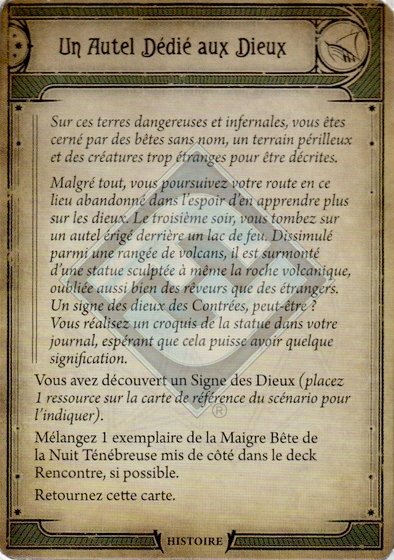 Un Autel Dédié aux Dieux
Sur ces terres dangereuses et infernales, vous êtes
cerné par des bêtes sans nom, un terrain périlleux
et des créatures trop étranges pour être décrites.
Malgré tout, vous poursuivez votre route en ce
lieu abandonné dans l'espoir d'en apprendre plus
sur les dieux. Le troisième soir, vous tombez sur
un autel érigé derrière un lac de feu. Dissimulé
parmi une rangée de volcans, il est surmonté
d'une statue sculptée à même la roche volcanique,
oubliée aussi bien des rêveurs que des étrangers.
Un signe des dieux des Contrées, peut-être ?
Vous réalisez un croquis de la statue dans votre
journal, espérant que cela puisse avoir quelque
signification.
Vous avez découvert un Signe des Dieux (placez
1 ressource sur la carte de référence du scénario pour
l'indiquer).
Mélangez 1 exemplaire de la Maigre Bête de
la Nuit Ténébreuse mis de côté dans le deck
Rencontre, si possible.
Retournez cette carte.
®
HISTOIRE